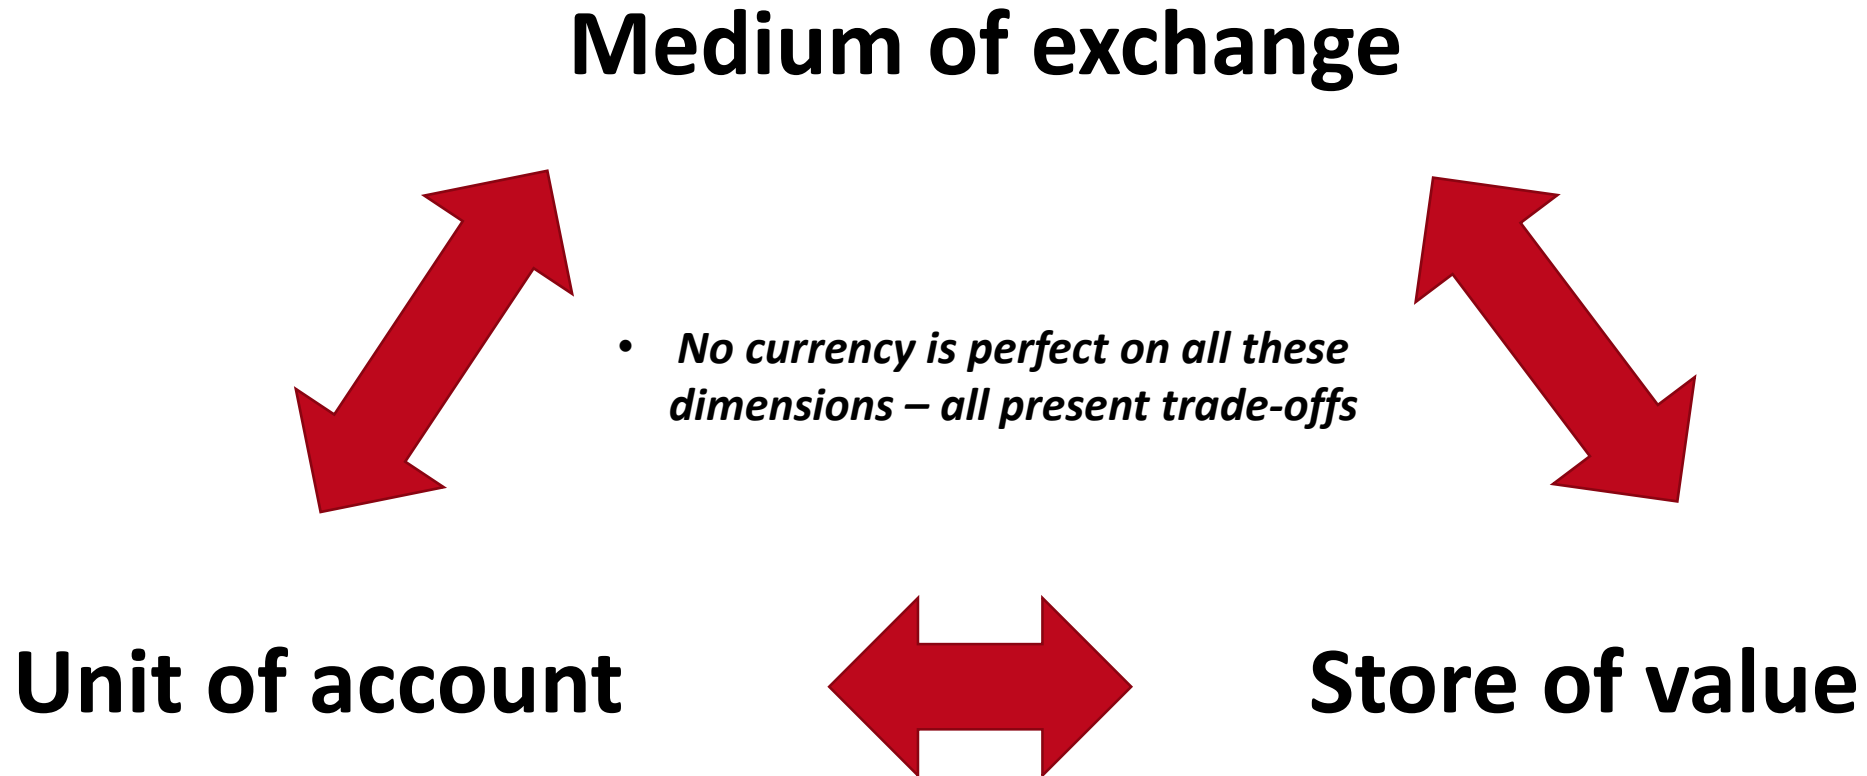 Medium of exchange
• No currency is perfect on all these
dimensions – all present trade-offs
Unit of account
Store of value